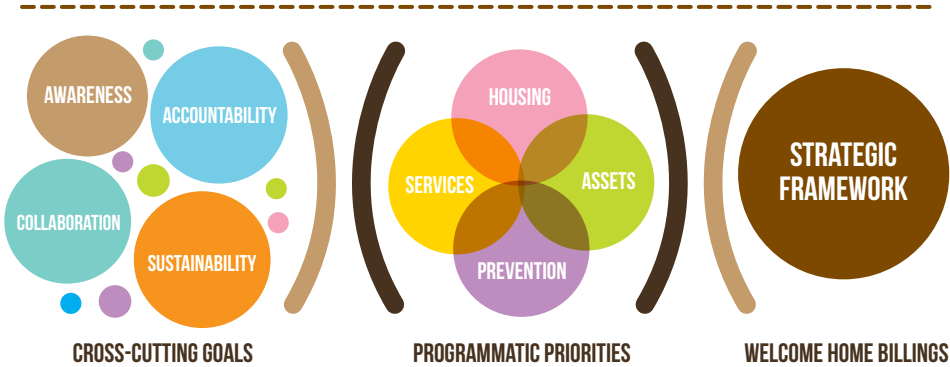 AWARENESS
ACCOUNTABILITY
COLLABORATION
SUSTAINABILITY
CROSS-CUTTING GOALS
HOUSING
SERVICES
ASSETS
PREVENTION
PROGRAMMATIC PRIORITIES
STRATEGIC
FRAMEWORK
WELCOME HOME BILLINGS